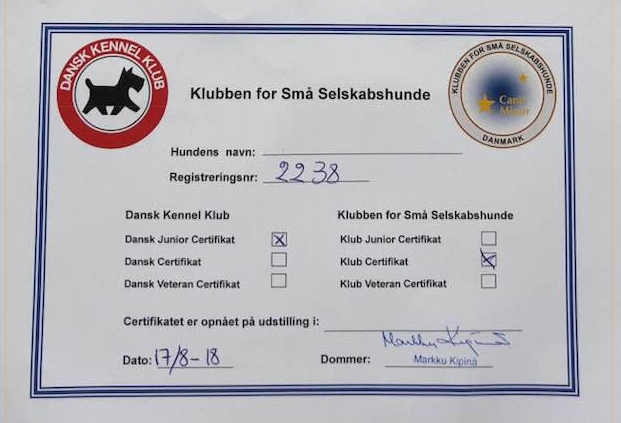 DANSK KENNEL KLUB
KLUBBEN FOR SMÅ SELSKABSHUNDE
Canis Minor
DANMARK
Klubben for Små Selskabshunde
Hundens navn:
Registreringsnr: 2238
Dansk Kennel Klub
Dansk Junior Certifikat X
Dansk Certifikat
Dansk Veteran Certifikat
Klubben for Små Selskabshunde
Klub Junior Certifikat
Klub Certifikat X
Klub Veteran Certifikat
Certifikatet er opnået på udstilling i:
Dato: 17/8-18
Dommer: Markku Kipinä
Markku Kipinä